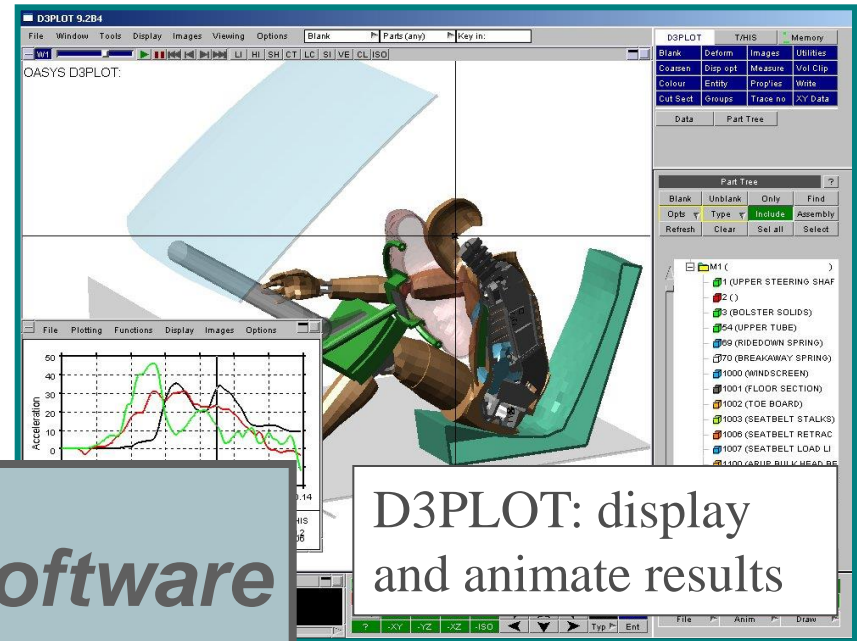 D3PLOT 9.2B4
File Window Tools Display Images Viewing Options Blank Parts (any) Key in:
W1 LI HI SH CT LC SI VE CL ISO
OASYS D3PLOT:
D3PLOT T/HIS Memory
Blank Deform Images Utilities
Coarsen Disp opt Measure Vol Clip
Colour Entity Prop'ies Write
Cut Sect Groups Trace no XY Data
Data Part Tree
Part Tree ?
Blank Unblank Only Find
Opts Type Include Assembly
Refresh Clear Sel all Select
M1 ( )
1 (UPPER STEERING SHAF
2 ()
3 (BOLSTER SOLIDS)
54 (UPPER TUBE)
69 (RIDEDOWN SPRING)
70 (BREAKAWAY SPRING)
1000 (WINDSCREEN)
1001 (FLOOR SECTION)
1002 (TOE BOARD)
1003 (SEATBELT STALKS)
1006 (SEATBELT RETRAC
1007 (SEATBELT LOAD LI
1100 (ARUP BULK HEAD BE
File Plotting Functions Display Images Options
Acceleration
50
40
30
20
10
0
0.14
HIS
oftware
D3PLOT: display
and animate results
? -XY -YZ -XZ -ISO Typ Ent
File Anim Draw